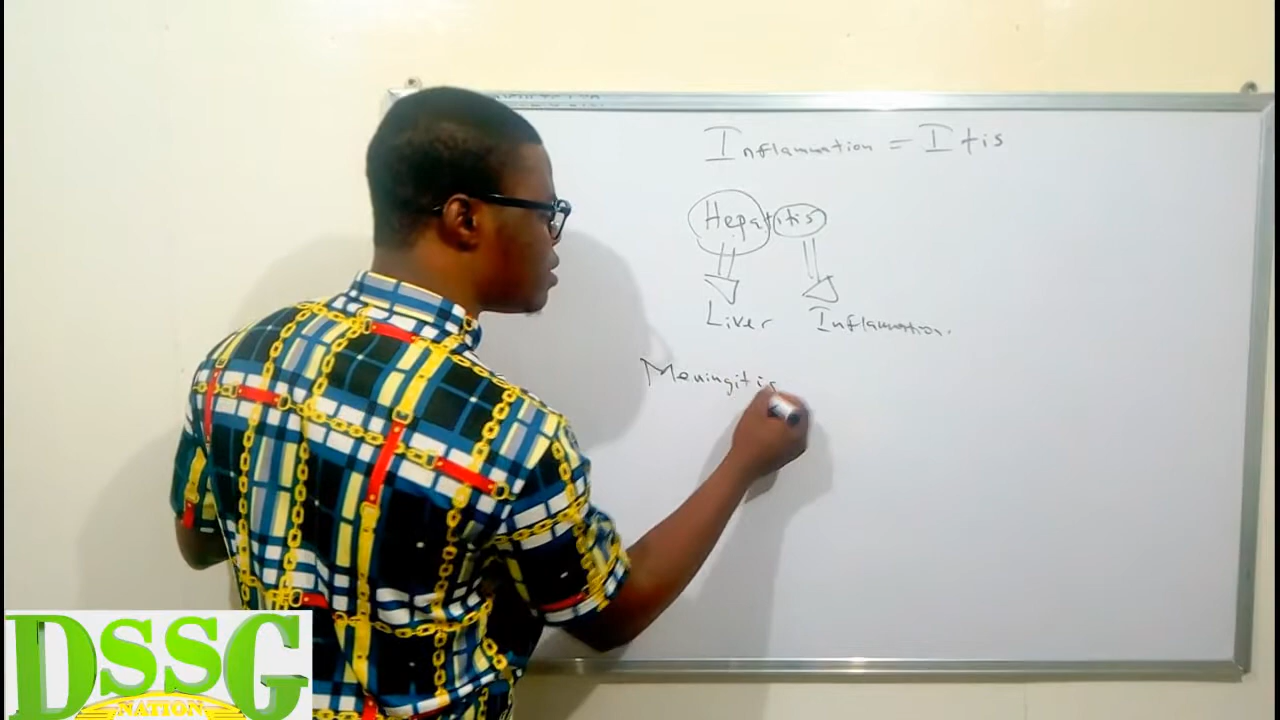 Inflammation = Itis
Hepatitis
Liver Inflammation.
Meningitis
DSSG
NATION